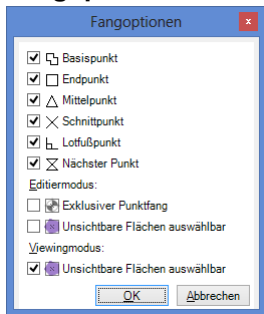 Fangoptionen
x
Basispunkt
Endpunkt
Mittelpunkt
Schnittpunkt
Lotfußpunkt
Nächster Punkt
Editiermodus:
Exklusiver Punktfang
Unsichtbare Flächen auswählbar
Viewingmodus:
Unsichtbare Flächen auswählbar
OK
Abbrechen